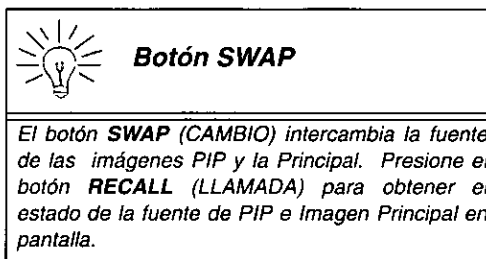 Botón SWAP
El botón SWAP (CAMBIO) intercambia la fuente
de las imágenes PIP y la Principal. Presione el
botón RECALL (LLAMADA) para obtener el
estado de la fuente de PIP e Imagen Principal en
pantalla.